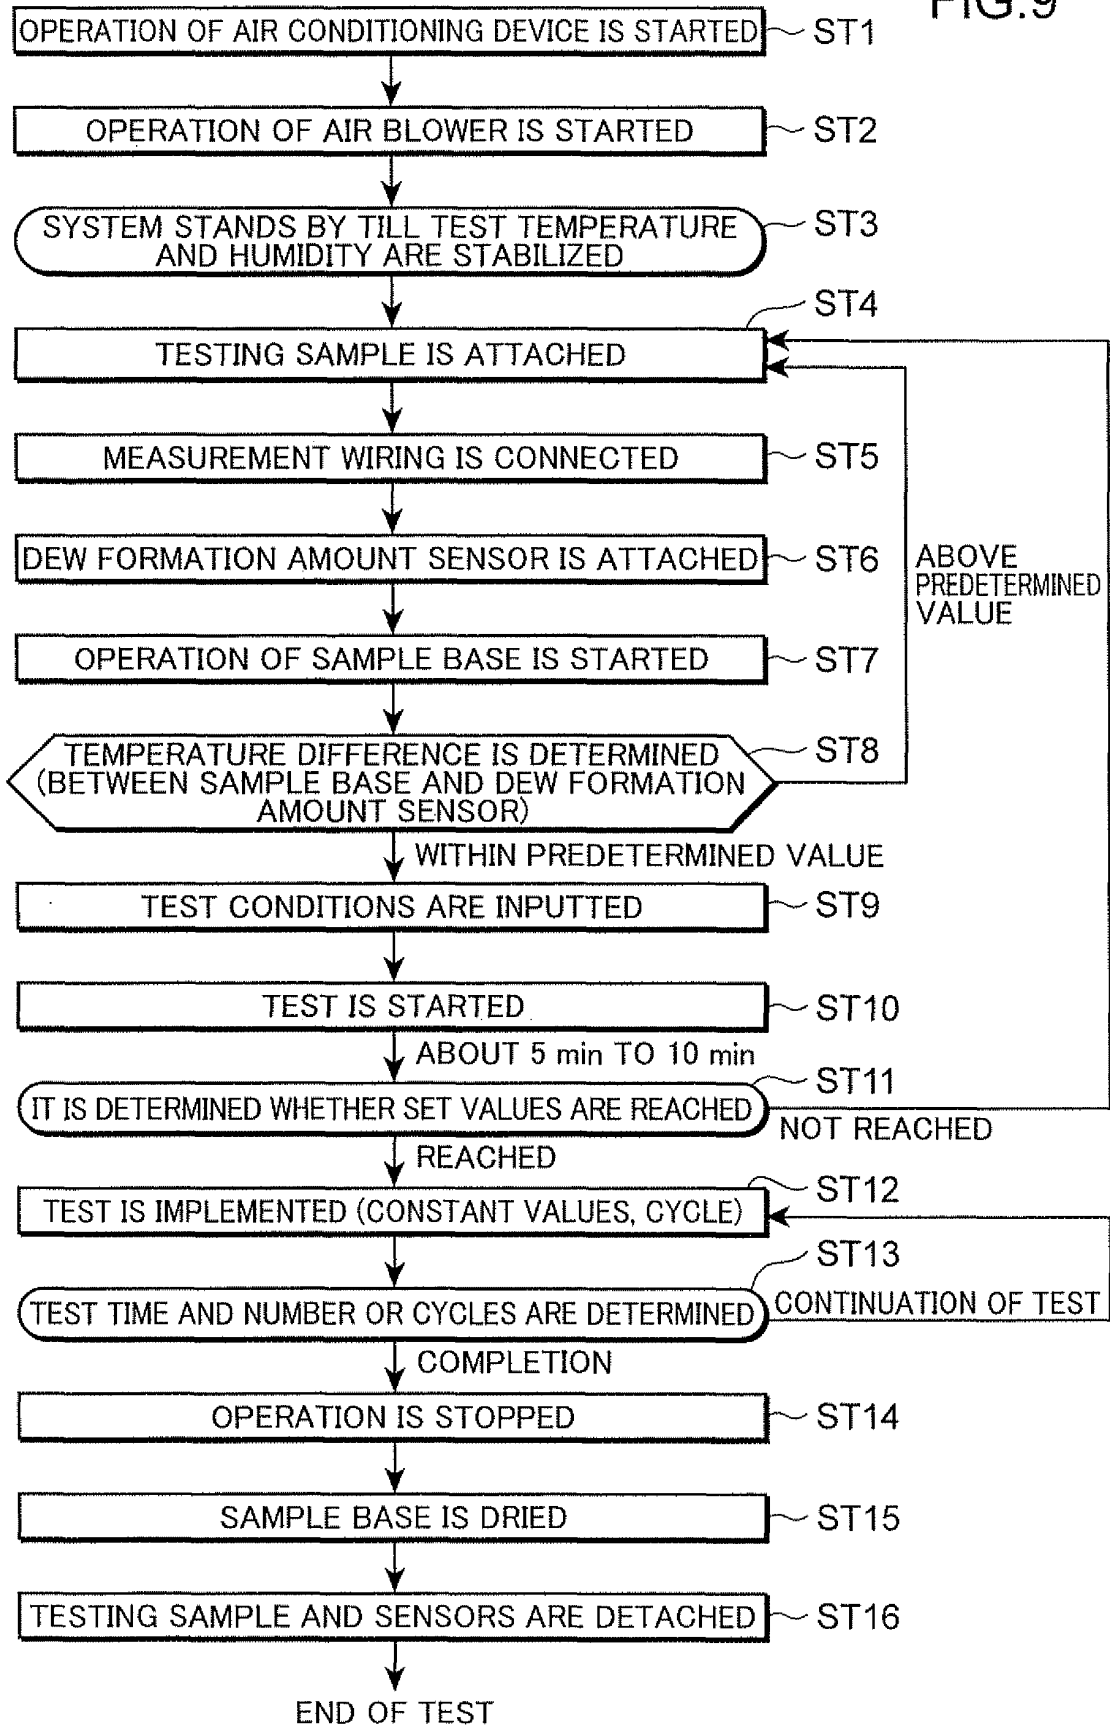 FIG.9
OPERATION OF AIR CONDITIONING DEVICE IS STARTED
ST1
OPERATION OF AIR BLOWER IS STARTED
ST2
SYSTEM STANDS BY TILL TEST TEMPERATURE
AND HUMIDITY ARE STABILIZED
ST3
ST4
TESTING SAMPLE IS ATTACHED
MEASUREMENT WIRING IS CONNECTED
ST5
DEW FORMATION AMOUNT SENSOR IS ATTACHED
ST6
ABOVE
PREDETERMINED
VALUE
OPERATION OF SAMPLE BASE IS STARTED
ST7
TEMPERATURE DIFFERENCE IS DETERMINED
(BETWEEN SAMPLE BASE AND DEW FORMATION
AMOUNT SENSOR)
ST8
WITHIN PREDETERMINED VALUE
TEST CONDITIONS ARE INPUTTED
ST9
TEST IS STARTED
ST10
ABOUT 5 min TO 10 min
ST11
IT IS DETERMINED WHETHER SET VALUES ARE REACHED
NOT REACHED
REACHED
ST12
TEST IS IMPLEMENTED (CONSTANT VALUES, CYCLE)
ST13
TEST TIME AND NUMBER OR CYCLES ARE DETERMINED
CONTINUATION OF TEST
COMPLETION
OPERATION IS STOPPED
ST14
SAMPLE BASE IS DRIED
ST15
TESTING SAMPLE AND SENSORS ARE DETACHED
ST16
END OF TEST